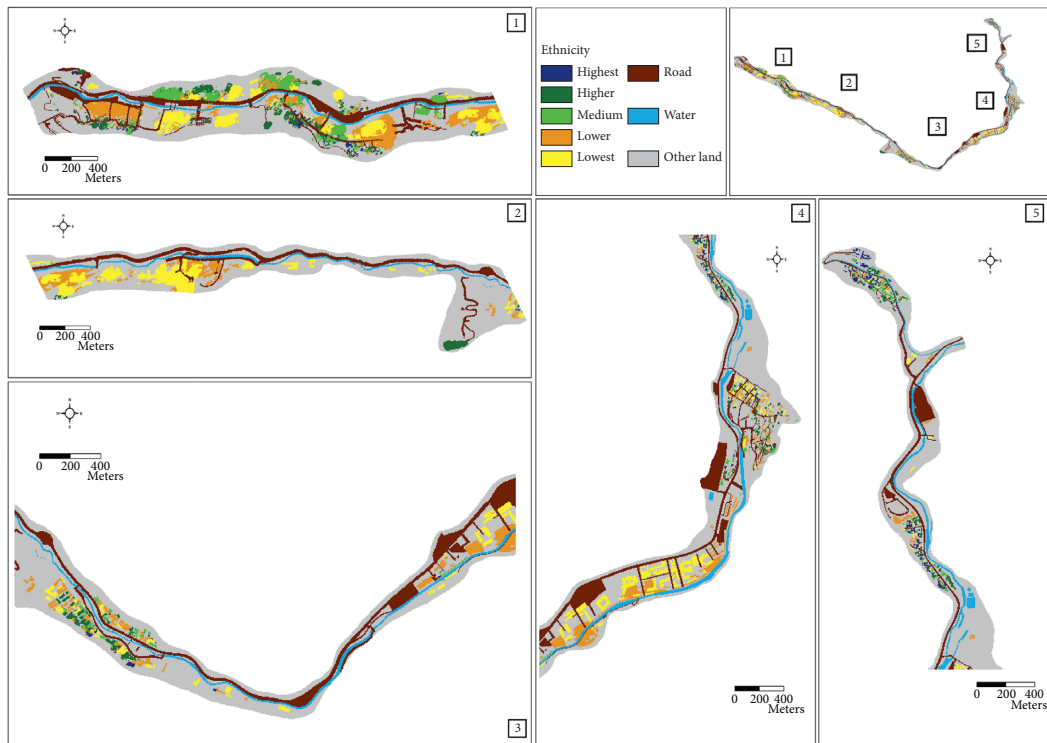 1
N
W E
S
0 200 400
Meters
Ethnicity
Highest
Higher
Medium
Lower
Lowest
Road
Water
Other land
1
2
3
4
5
2
N
W E
S
0 200 400
Meters
3
N
W E
S
0 200 400
Meters
4
N
W E
S
0 200 400
Meters
5
N
W E
S
0 200 400
Meters